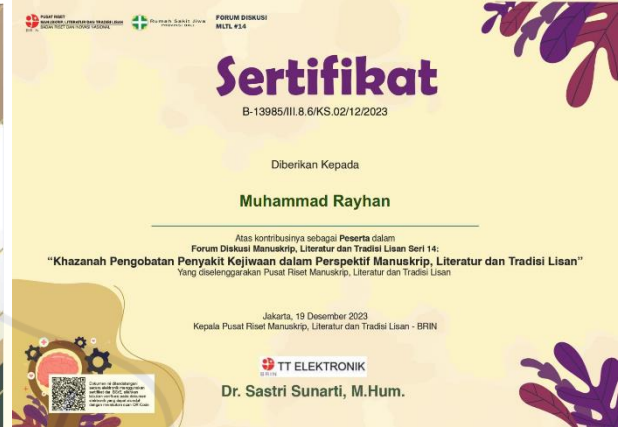 PUSAT RISET
MANUSKRIP, LITERATUR DAN TRADISI LISAN
BADAN RISET DAN INOVASI NASIONAL
BRIN
Rumah Sakit Jiwa
FORUM DISKUSI
MLTL #14
Sertifikat
B-13985/III.8.6/KS.02/12/2023
Diberikan Kepada
Muhammad Rayhan
Atas kontribusinya sebagai Peserta dalam
Forum Diskusi Manuskrip, Literatur dan Tradisi Lisan Seri 14:
“Khazanah Pengobatan Penyakit Kejiwaan dalam Perspektif Manuskrip, Literatur dan Tradisi Lisan”
Yang diselenggarakan Pusat Riset Manuskrip, Literatur dan Tradisi Lisan
Jakarta, 19 Desember 2023
Kepala Pusat Riset Manuskrip, Literatur dan Tradisi Lisan - BRIN
BRIN
TT ELEKTRONIK
Dr. Sastri Sunarti, M.Hum.